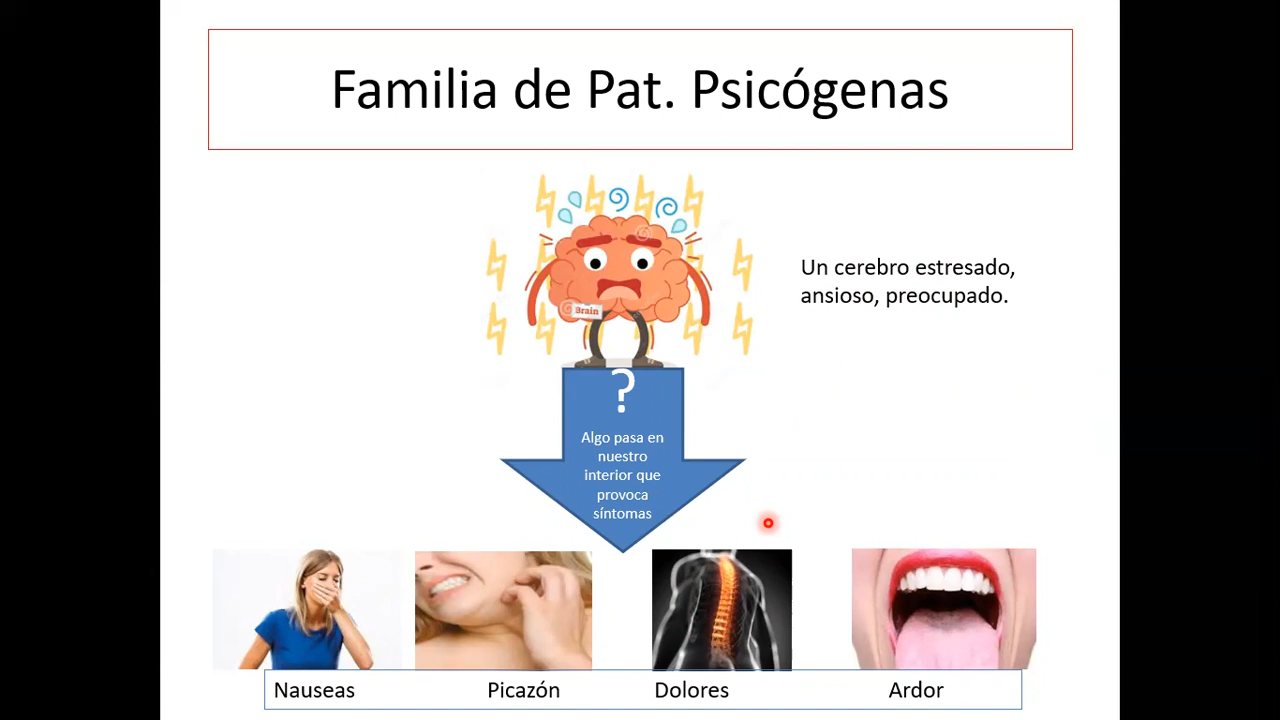 Familia de Pat. Psicógenas
Un cerebro estresado,
ansioso, preocupado.
Brain
?
Algo pasa en
nuestro
interior que
provoca
síntomas
Nauseas Picazón Dolores Ardor